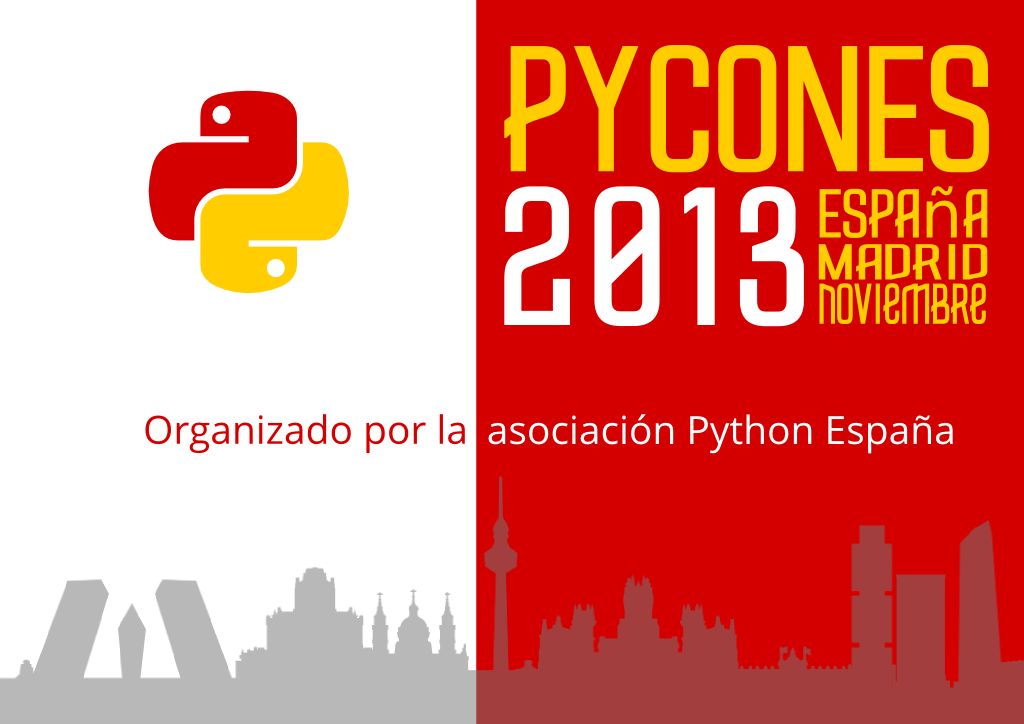 PYCONES
2013
ESPAÑA
MADRID
NOVIEMBRE
Organizado por la asociación Python España